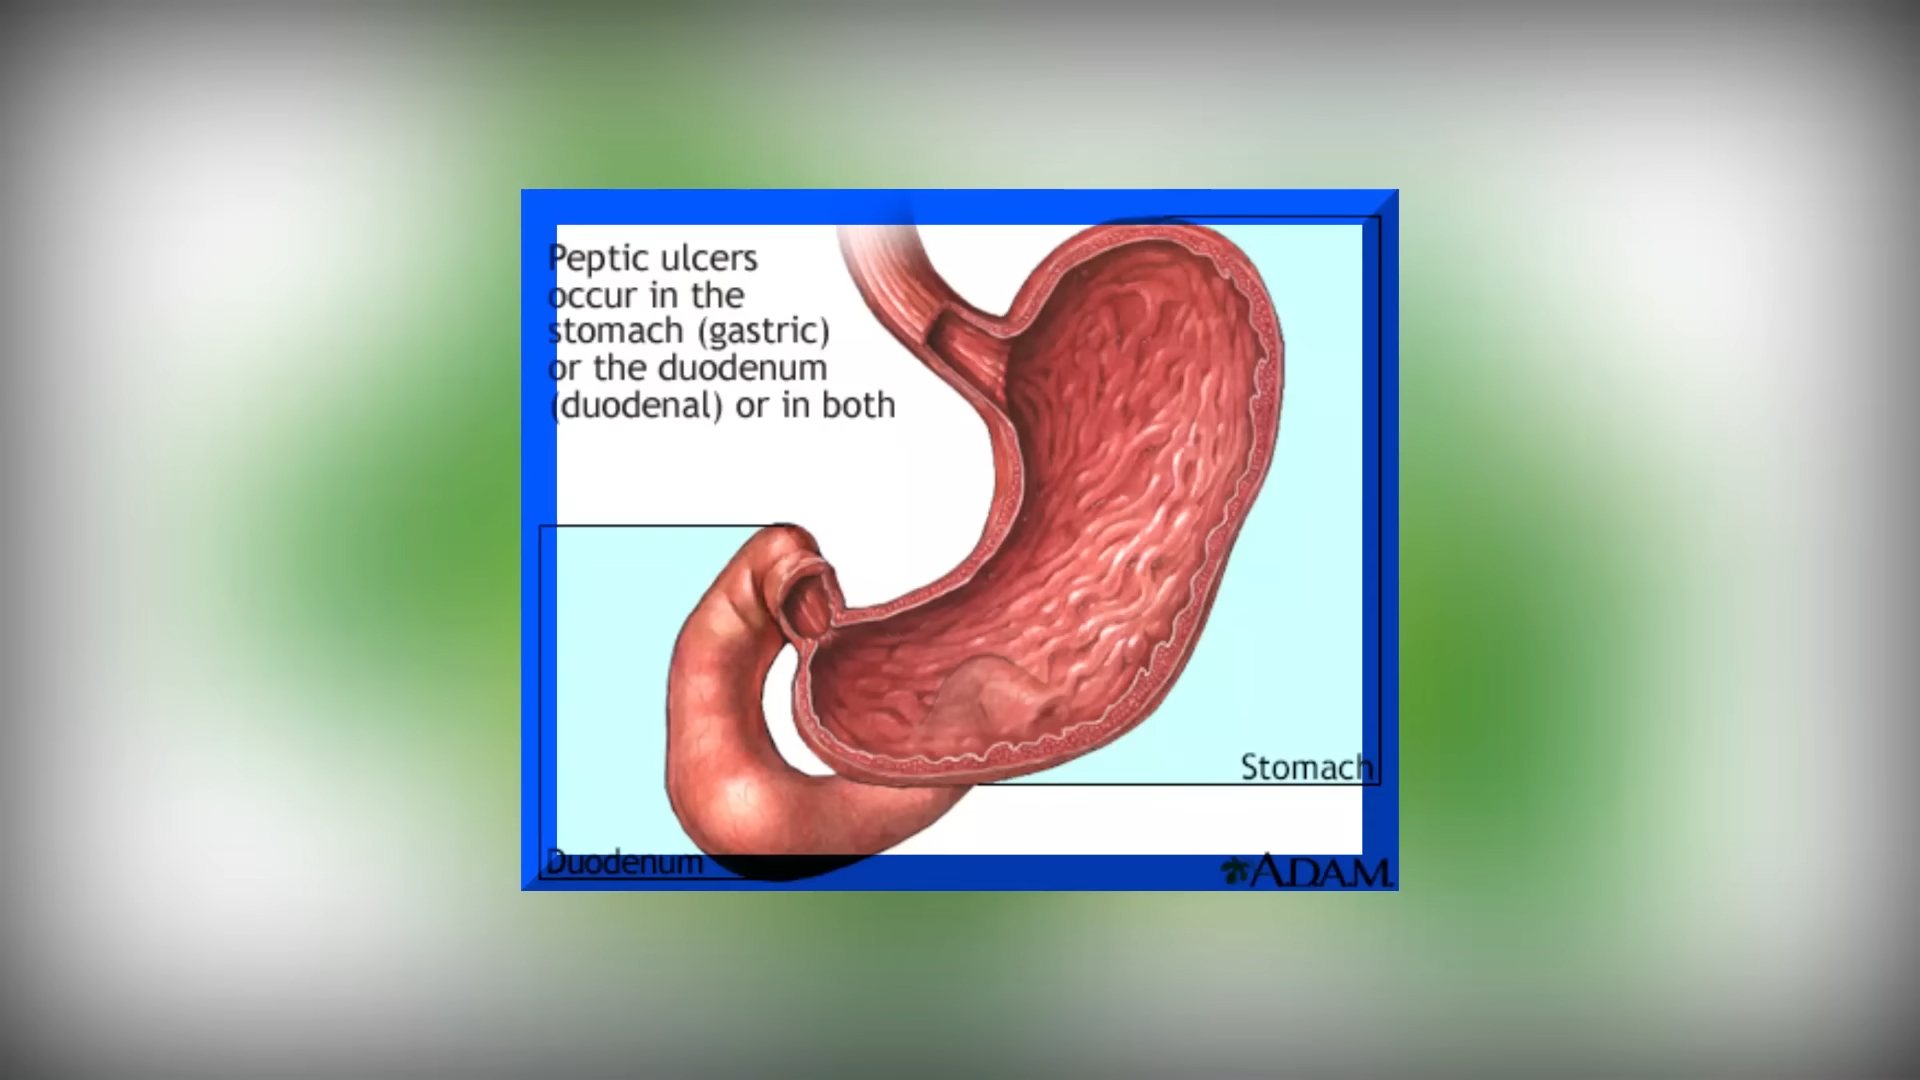 Peptic ulcers
occur in the
stomach (gastric)
or the duodenum
(duodenal) or in both
Stomach
Duodenum
A.D.A.M.